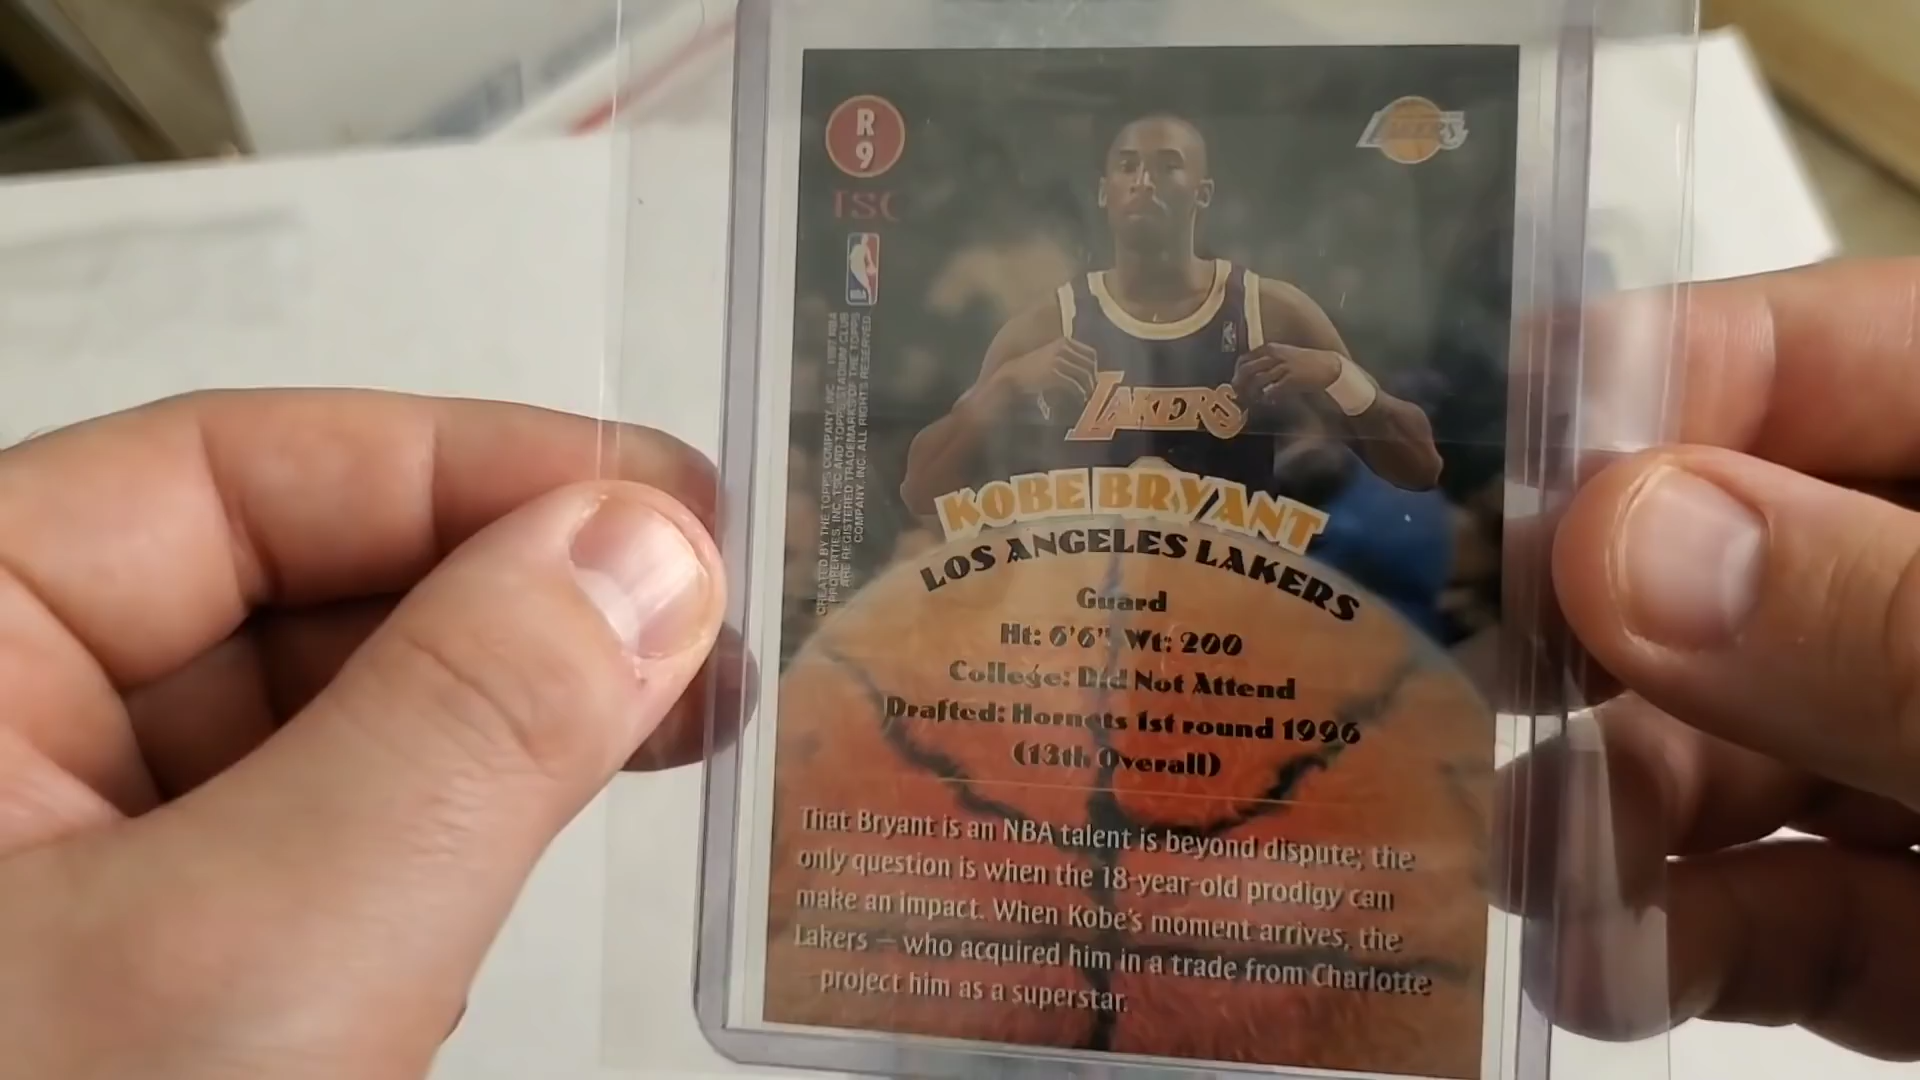 R
9
LAKERS
TSC
NBA
CREATED BY THE TOPPS COMPANY, INC. 1997 NBA
PROPERTIES, INC. TSC AND TOPPS STADIUM CLUB
ARE REGISTERED TRADEMARKS OF THE TOPPS
COMPANY, INC. ALL RIGHTS RESERVED.
LAKERS
KOBE BRYANT
LOS ANGELES LAKERS
Guard
Ht: 6'6" Wt: 200
College: Did Not Attend
Drafted: Hornets 1st round 1996
(13th Overall)
That Bryant is an NBA talent is beyond dispute; the
only question is when the 18-year-old prodigy can
make an impact. When Kobe's moment arrives, the
Lakers — who acquired him in a trade from Charlotte
project him as a superstar.